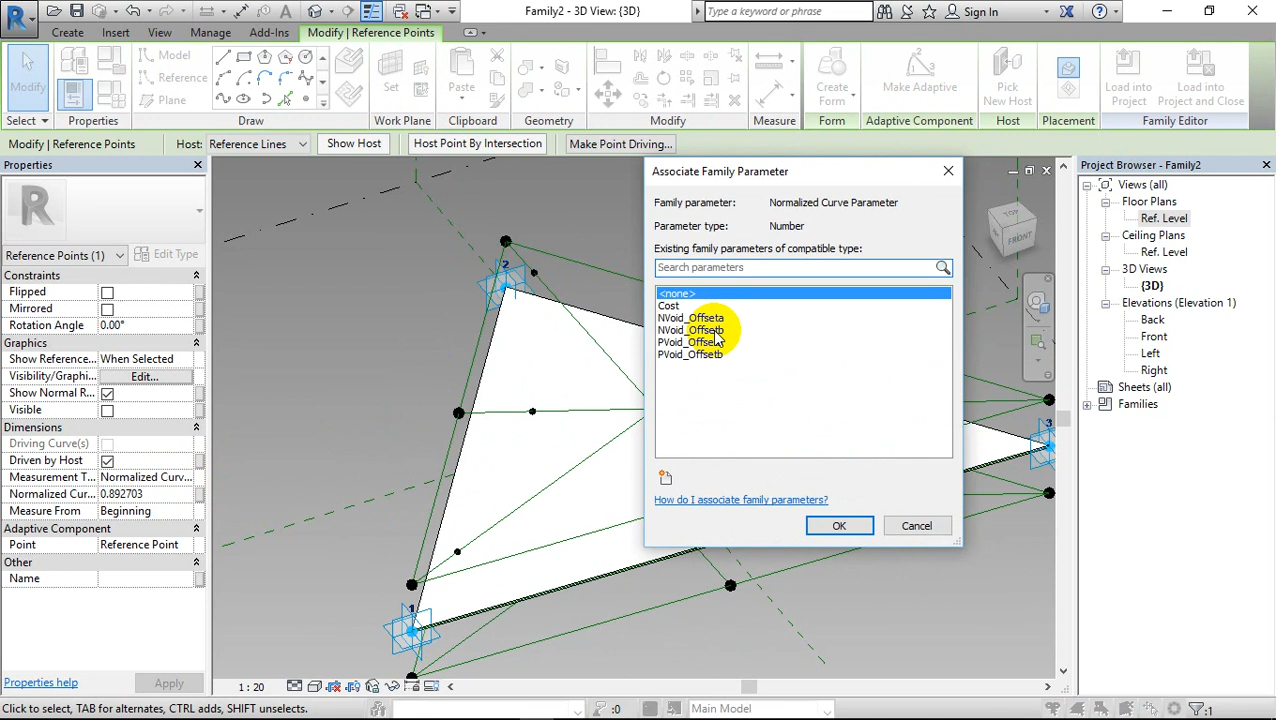 Family2 - 3D View: {3D}
Type a keyword or phrase
Sign In
Create
Insert
View
Manage
Add-Ins
Modify | Reference Points
Modify
Model
Reference
Plane
Set
Paste
Create Form
Make Adaptive
Pick New Host
Load into Project
Load into Project and Close
Select
Properties
Draw
Work Plane
Clipboard
Geometry
Modify
Measure
Form
Adaptive Component
Host
Placement
Family Editor
Modify | Reference Points
Host: Reference Lines
Show Host
Host Point By Intersection
Make Point Driving...
Properties
R
Reference Points (1)
Edit Type
Constraints
Flipped
Mirrored
Rotation Angle 0.00°
Graphics
Show Reference... When Selected
Visibility/Graphi... Edit...
Show Normal R...
Visible
Dimensions
Driving Curve(s)
Driven by Host
Measurement T... Normalized Curv...
Normalized Cur... 0.892703
Measure From Beginning
Adaptive Component
Point Reference Point
Other
Name
Properties help
Apply
2
3
1
TOP
FRONT
Associate Family Parameter
Family parameter: Normalized Curve Parameter
Parameter type: Number
Existing family parameters of compatible type:
Search parameters
<none>
Cost
NVoid_Offseta
NVoid_Offsetb
PVoid_Offseta
PVoid_Offsetb
How do I associate family parameters?
OK
Cancel
Project Browser - Family2
Views (all)
Floor Plans
Ref. Level
Ceiling Plans
Ref. Level
3D Views
{3D}
Elevations (Elevation 1)
Back
Front
Left
Right
Sheets (all)
Families
1 : 20
Click to select, TAB for alternates, CTRL adds, SHIFT unselects.
:0
Main Model
:1